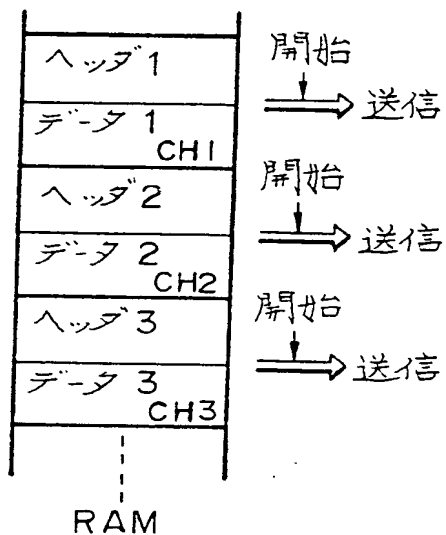 ヘッダ1
データ1
CH1
開始
送信
ヘッダ2
データ2
CH2
開始
送信
ヘッダ3
データ3
CH3
開始
送信
RAM